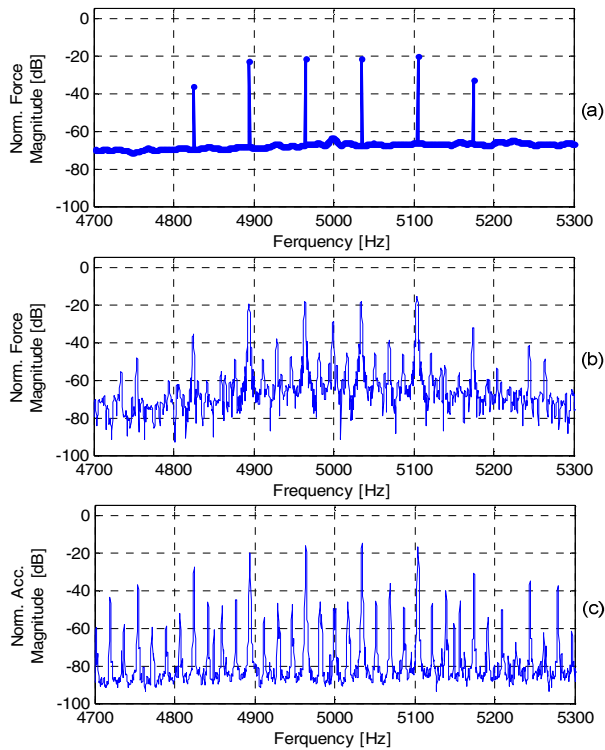 0
-20
-40
-60
-80
-100
Norm. Force
Magnitude [dB]
4700 4800 4900 5000 5100 5200 5300
Ferquency [Hz]
(a)
0
-20
-40
-60
-80
-100
Norm. Force
Magnitude [dB]
4700 4800 4900 5000 5100 5200 5300
Frequency [Hz]
(b)
0
-20
-40
-60
-80
-100
Norm. Acc.
Magnitude [dB]
4700 4800 4900 5000 5100 5200 5300
Ferquency [Hz]
(c)